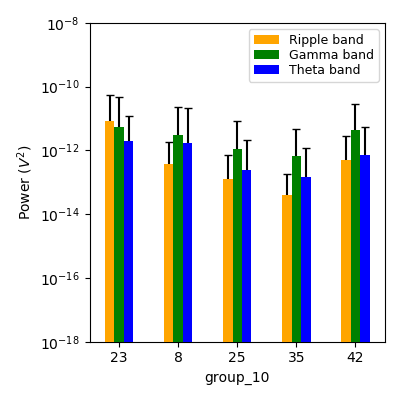 10⁻⁸
10⁻¹⁰
10⁻¹²
10⁻¹⁴
10⁻¹⁶
10⁻¹⁸
Power (V²)
Ripple band
Gamma band
Theta band
23 8 25 35 42
group_10